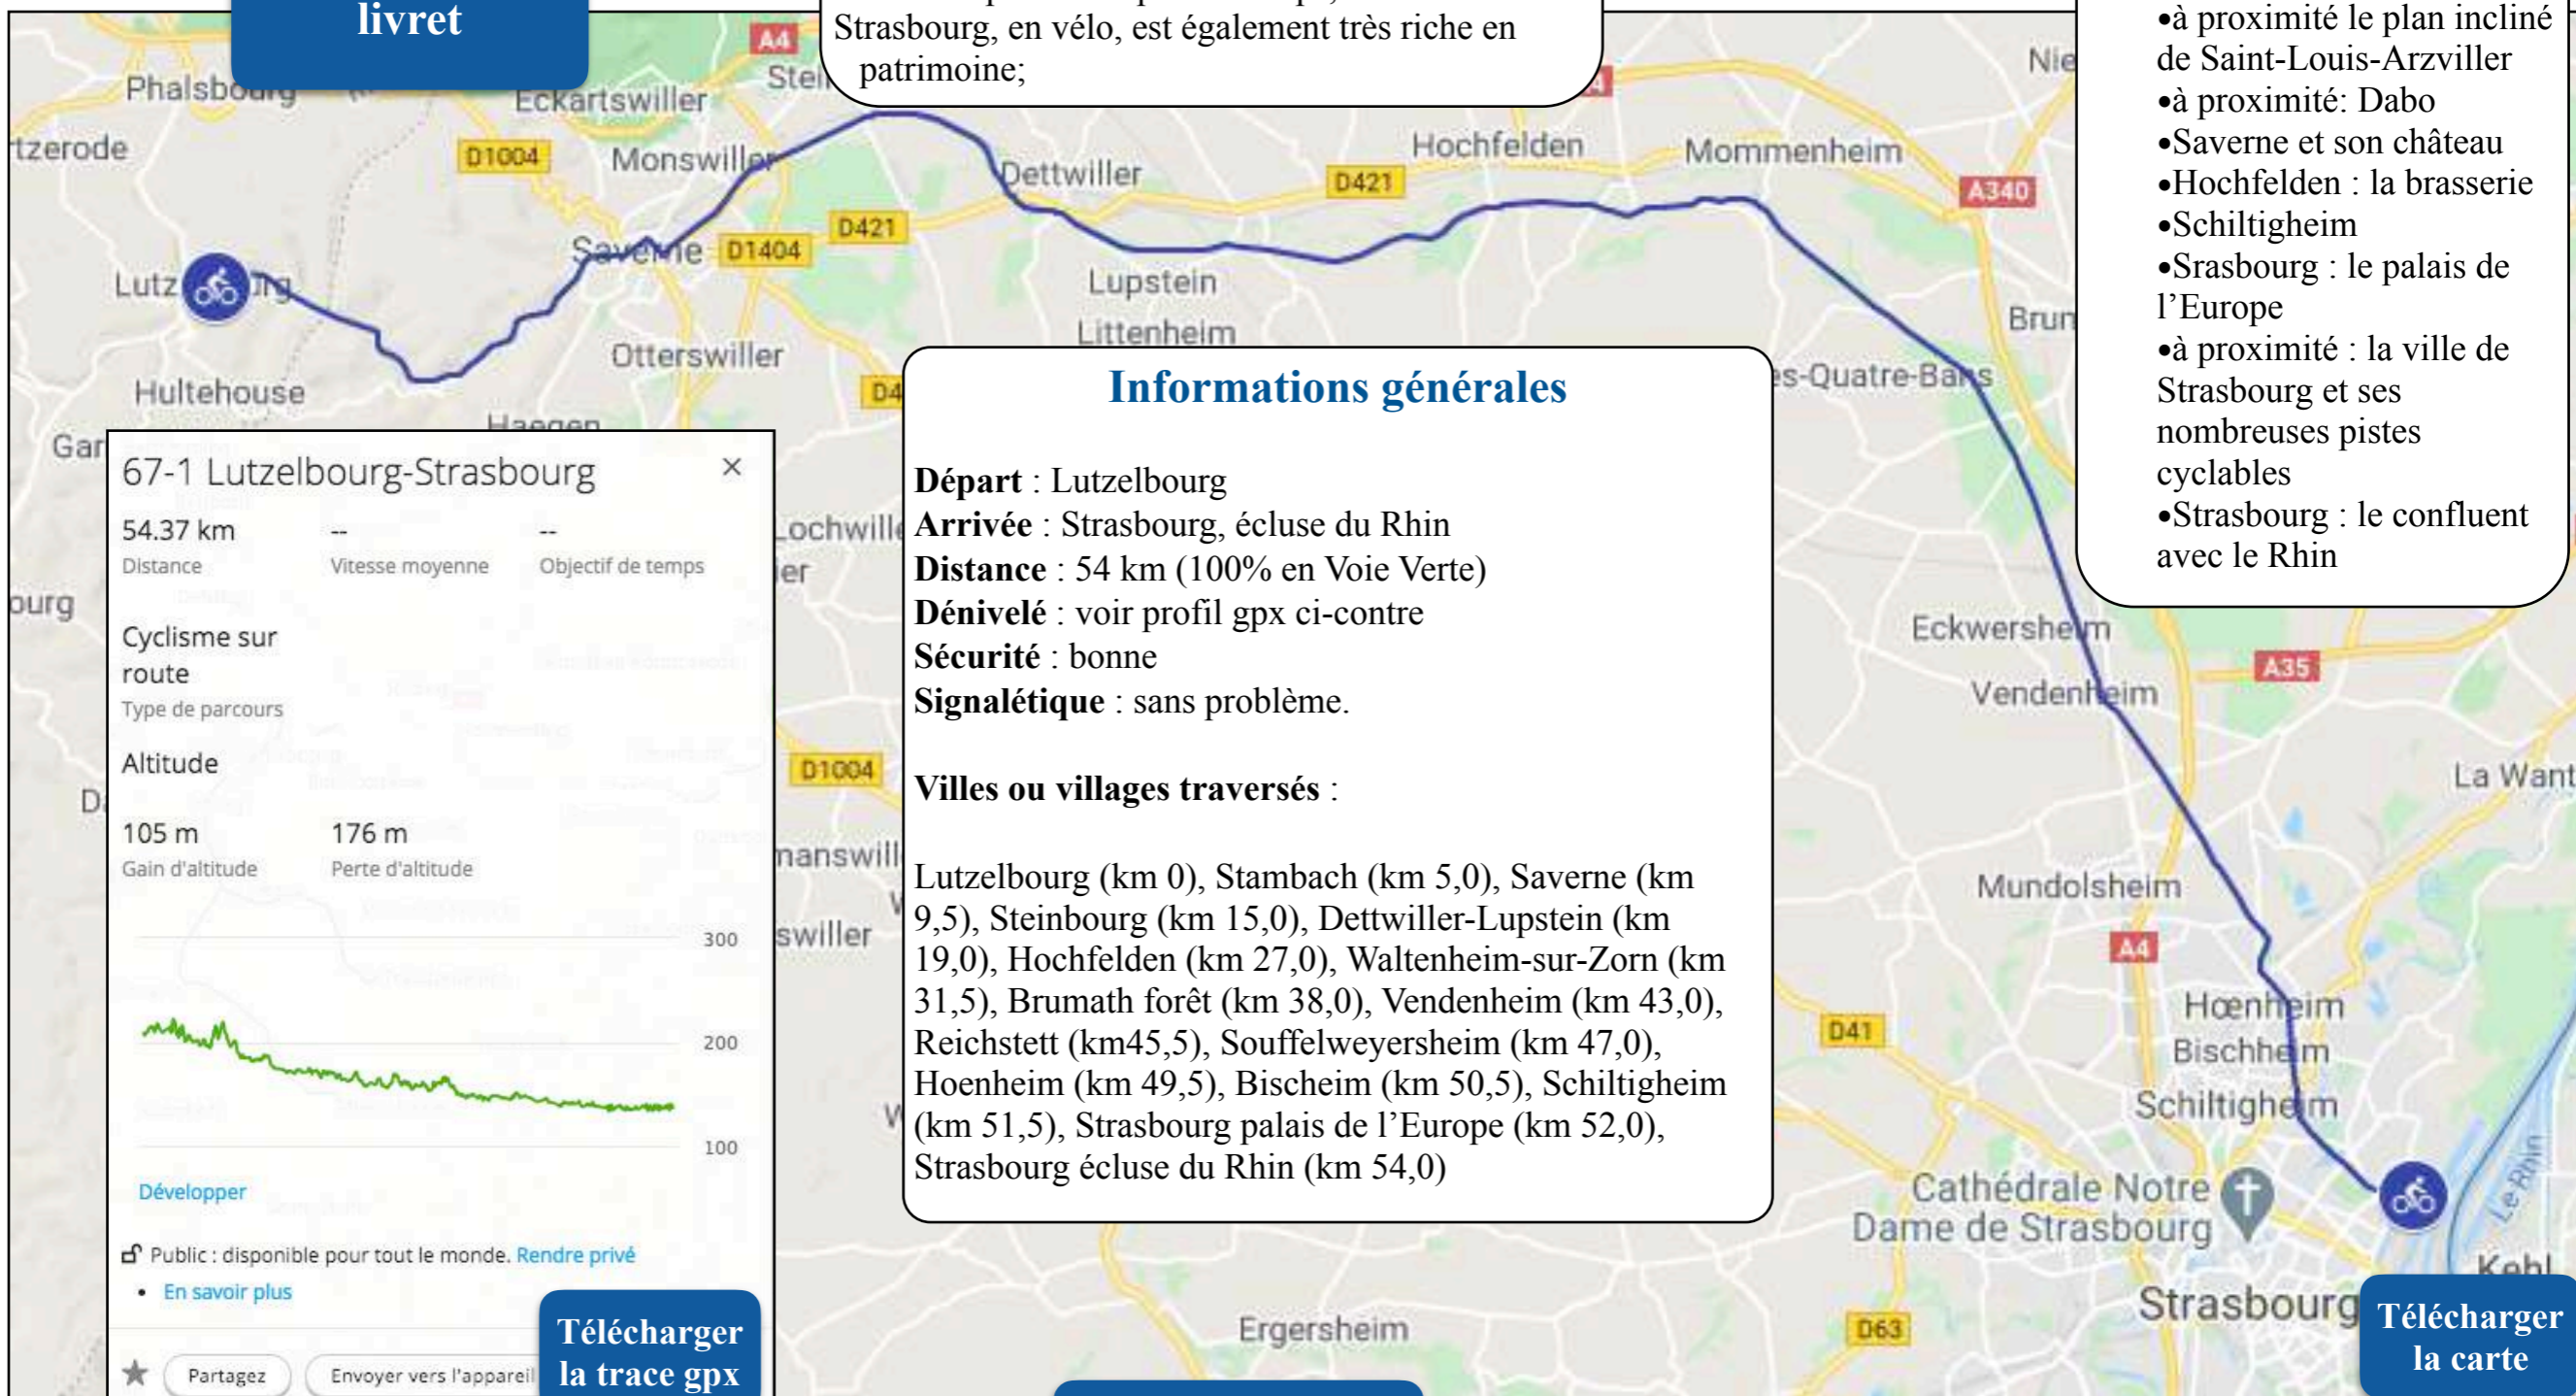 livret
Strasbourg, en vélo, est également très riche en
patrimoine;
•à proximité le plan incliné
de Saint-Louis-Arzviller
•à proximité: Dabo
•Saverne et son château
•Hochfelden : la brasserie
•Schiltigheim
•Srasbourg : le palais de
l’Europe
•à proximité : la ville de
Strasbourg et ses
nombreuses pistes
cyclables
•Strasbourg : le confluent
avec le Rhin
A4
Phalsbourg
Eckartswiller
tzerode
D1004
Monswiller
Dettwiller
Hochfelden
D421
Mommenheim
A340
D421
Saverne
D1404
Lupstein
Littenheim
Otterswiller
Hultehouse
Haegen
es-Quatre-Bans
Informations générales
Départ : Lutzelbourg
Arrivée : Strasbourg, écluse du Rhin
Distance : 54 km (100% en Voie Verte)
Dénivelé : voir profil gpx ci-contre
Sécurité : bonne
Signalétique : sans problème.
Villes ou villages traversés :
Lutzelbourg (km 0), Stambach (km 5,0), Saverne (km
9,5), Steinbourg (km 15,0), Dettwiller-Lupstein (km
19,0), Hochfelden (km 27,0), Waltenheim-sur-Zorn (km
31,5), Brumath forêt (km 38,0), Vendenheim (km 43,0),
Reichstett (km45,5), Souffelweyersheim (km 47,0),
Hoenheim (km 49,5), Bischeim (km 50,5), Schiltigheim
(km 51,5), Strasbourg palais de l’Europe (km 52,0),
Strasbourg écluse du Rhin (km 54,0)
67-1 Lutzelbourg-Strasbourg ×
54.37 km -- --
Distance Vitesse moyenne Objectif de temps
Cyclisme sur
route
Type de parcours
Altitude
105 m 176 m
Gain d'altitude Perte d'altitude
300
200
100
Développer
Public : disponible pour tout le monde. Rendre privé
• En savoir plus
Partagez Envoyer vers l'appareil
Télécharger
la trace gpx
ourg
D1004
swiller
Eckwersheim
A35
Vendenheim
La Want
Mundolsheim
A4
Hœnheim
D41
Bischheim
Schiltigheim
Le Rhin
Cathédrale Notre
Dame de Strasbourg
Kehl
Strasbourg
Ergersheim
D63
Télécharger
la carte